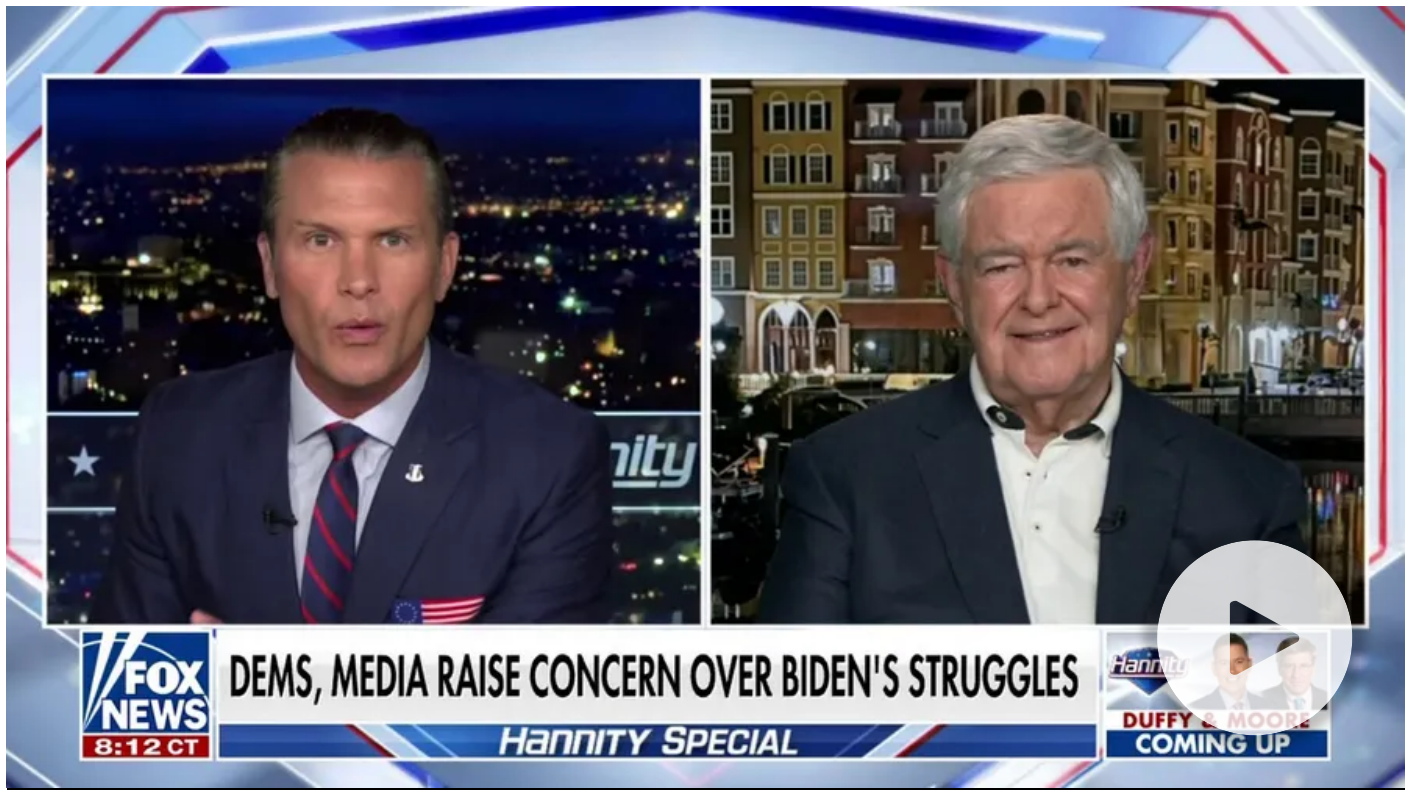 nity
FOX
NEWS
8:12 CT
DEMS, MEDIA RAISE CONCERN OVER BIDEN'S STRUGGLES
HANNITY SPECIAL
Hannity
DUFFY & MOORE
COMING UP